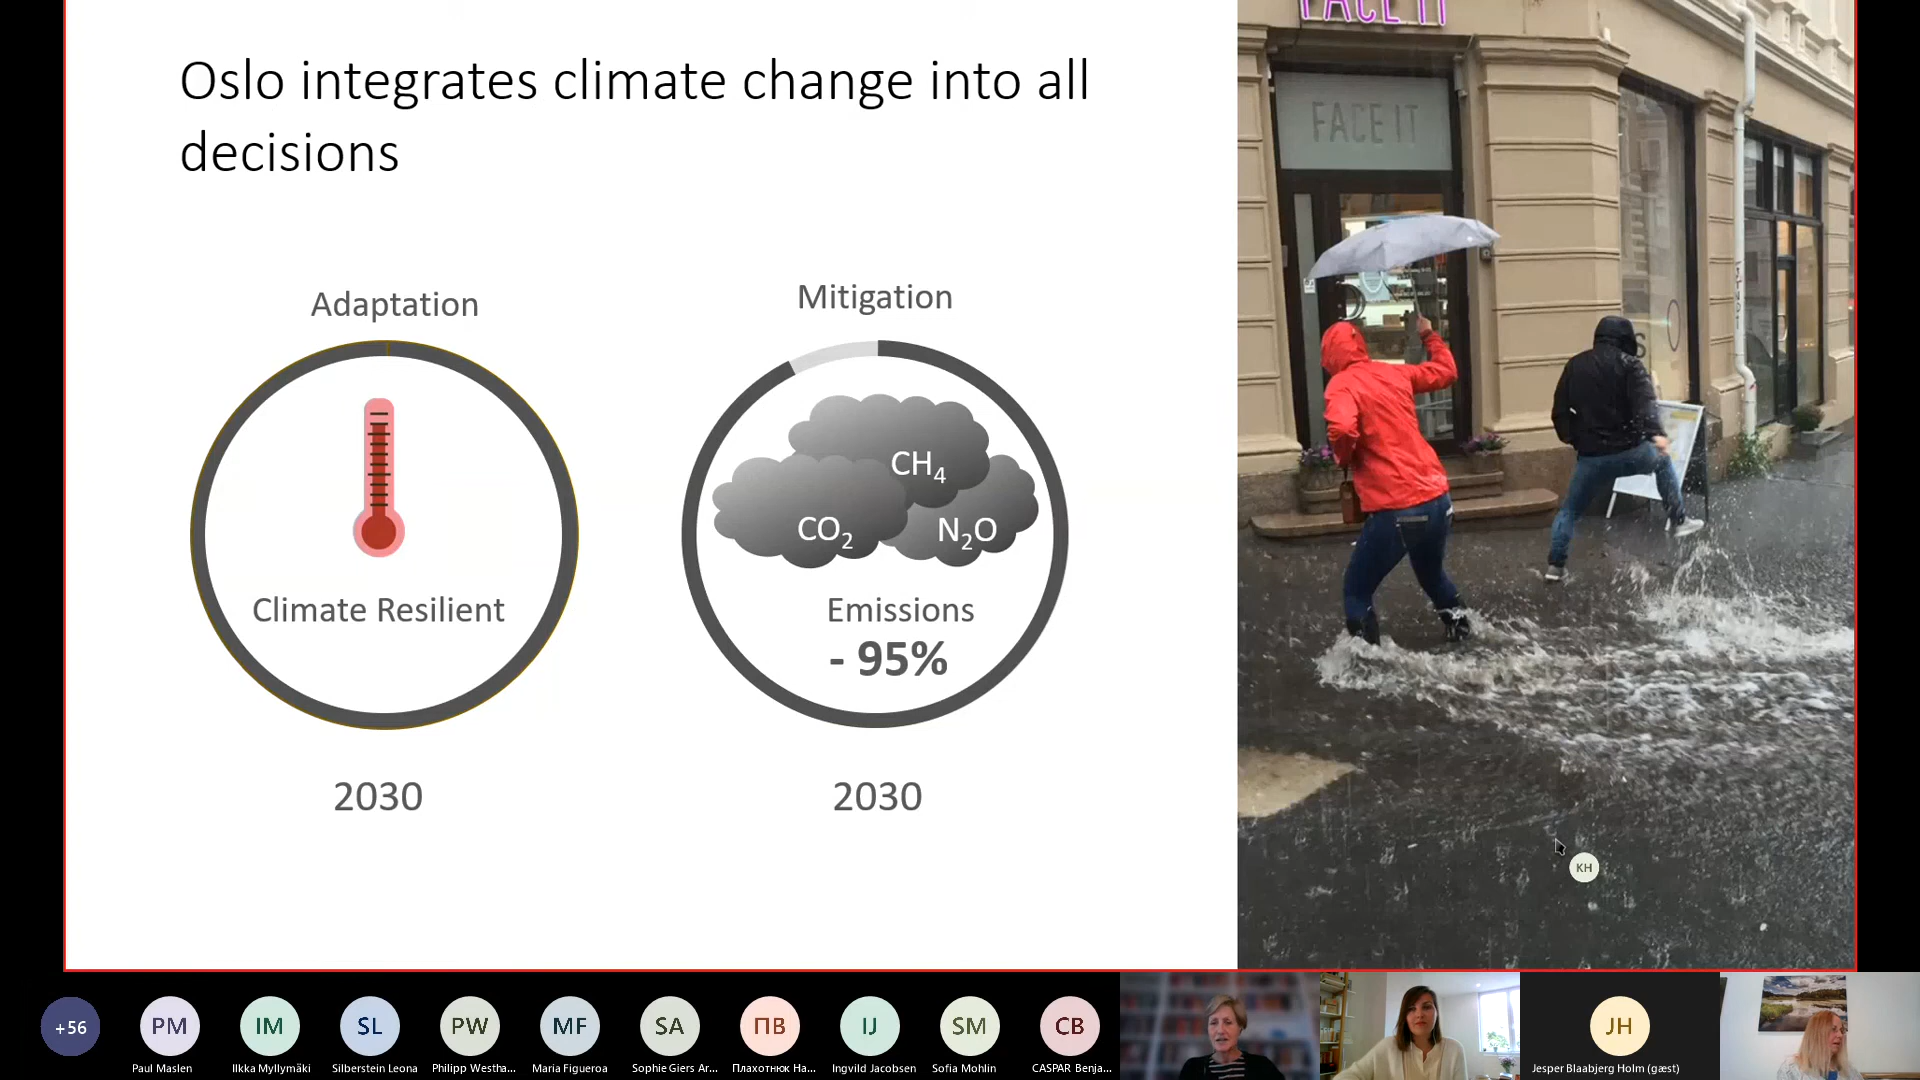 Oslo integrates climate change into all
decisions
Adaptation
Climate Resilient
2030
Mitigation
CH4
CO2
N2O
Emissions
- 95%
2030
FACE IT
FACE IT
KH
+56
PM
Paul Maslen
IM
Ilkka Myllymäki
SL
Silberstein Leona
PW
Philipp Westha...
MF
Maria Figueroa
SA
Sophie Giers Ar...
ПВ
Плахотнюк На...
IJ
Ingvild Jacobsen
SM
Sofia Mohlin
CB
CASPAR Benja...
JH
Jesper Blaabjerg Holm (gæst)